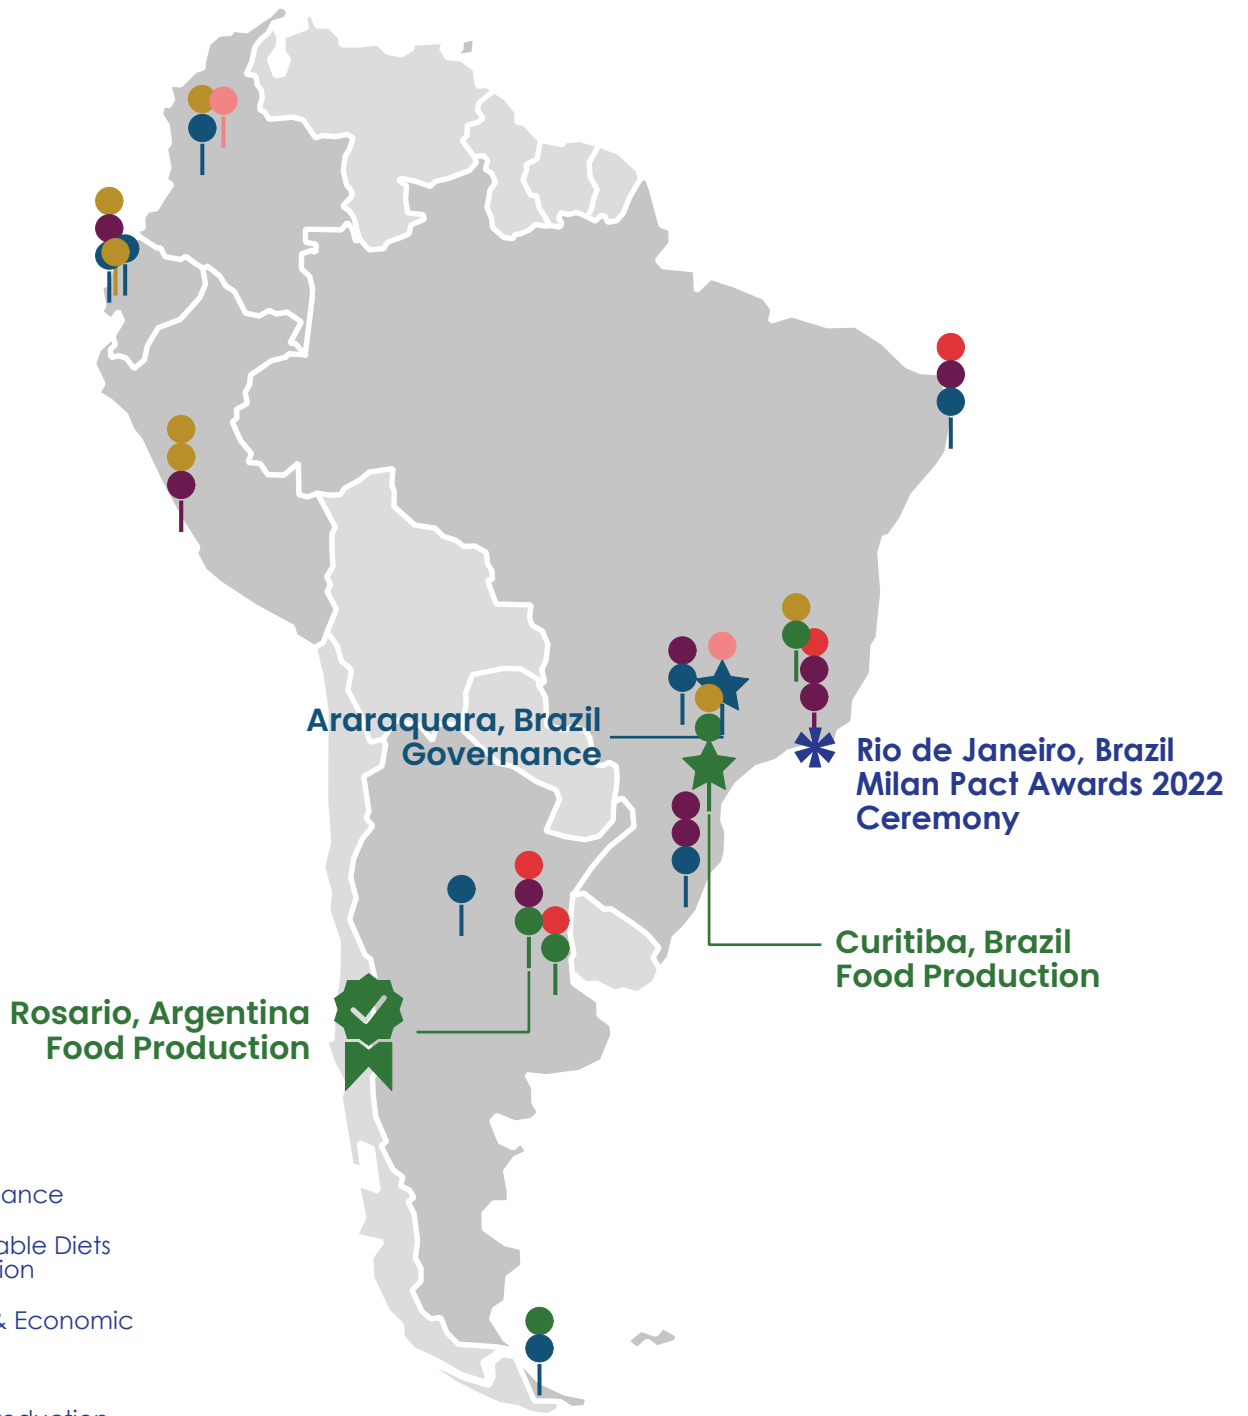 Araraquara, Brazil
Governance
Rio de Janeiro, Brazil
Milan Pact Awards 2022
Ceremony
Curitiba, Brazil
Food Production
Rosario, Argentina
Food Production
ance
able Diets
ion
& Economic